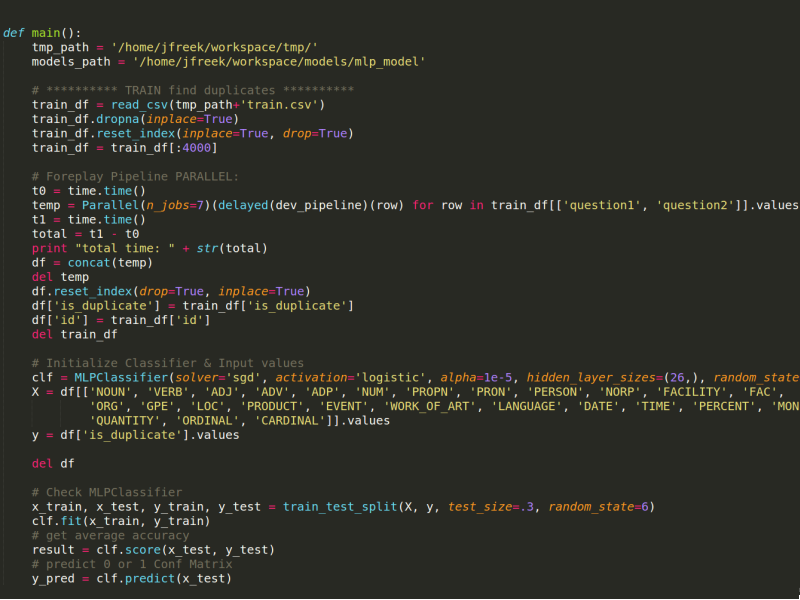 def main():
    tmp_path = '/home/jfreek/workspace/tmp/'
    models_path = '/home/jfreek/workspace/models/mlp_model'
    # ********** TRAIN find duplicates **********
    train_df = read_csv(tmp_path+'train.csv')
    train_df.dropna(inplace=True)
    train_df.reset_index(inplace=True, drop=True)
    train_df = train_df[:4000]
    # Foreplay Pipeline PARALLEL:
    t0 = time.time()
    temp = Parallel(n_jobs=7)(delayed(dev_pipeline)(row) for row in train_df[['question1', 'question2']].values
    t1 = time.time()
    total = t1 - t0
    print "total time: " + str(total)
    df = concat(temp)
    del temp
    df.reset_index(drop=True, inplace=True)
    df['is_duplicate'] = train_df['is_duplicate']
    df['id'] = train_df['id']
    del train_df
    # Initialize Classifier & Input values
    clf = MLPClassifier(solver='sgd', activation='logistic', alpha=1e-5, hidden_layer_sizes=(26,), random_state
    X = df[['NOUN', 'VERB', 'ADJ', 'ADV', 'ADP', 'NUM', 'PROPN', 'PRON', 'PERSON', 'NORP', 'FACILITY', 'FAC',
            'ORG', 'GPE', 'LOC', 'PRODUCT', 'EVENT', 'WORK_OF_ART', 'LANGUAGE', 'DATE', 'TIME', 'PERCENT', 'MON
            'QUANTITY', 'ORDINAL', 'CARDINAL']].values
    y = df['is_duplicate'].values
    del df
    # Check MLPClassifier
    x_train, x_test, y_train, y_test = train_test_split(X, y, test_size=.3, random_state=6)
    clf.fit(x_train, y_train)
    # get average accuracy
    result = clf.score(x_test, y_test)
    # predict 0 or 1 Conf Matrix
    y_pred = clf.predict(x_test)